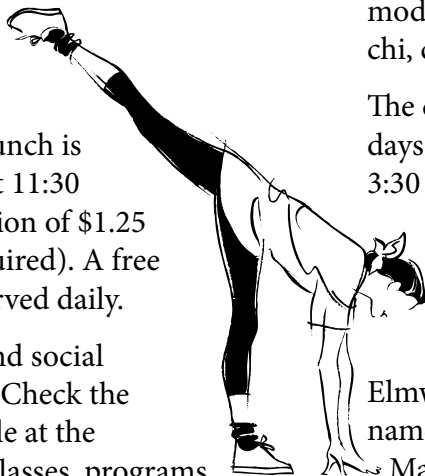 unch is
t 11:30
ion of $1.25
uired). A free
rved daily.
nd social
Check the
le at the
lasses, programs
mod
chi,
The
days
3:30
Elmw
nam
Ma